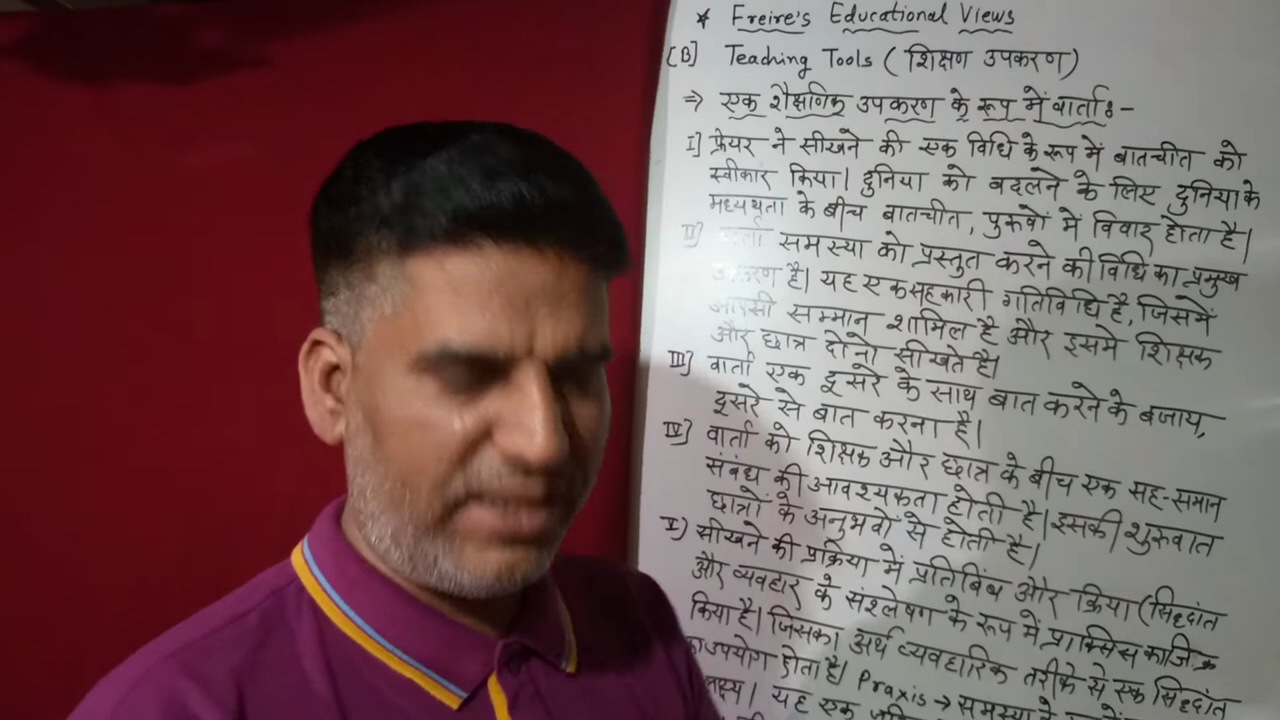 * Freire's Educational Views
[B] Teaching Tools ( शिक्षण उपकरण )
⇒ एक शैक्षणिक उपकरण के रूप में वार्ता:-
I] फ्रेयर ने सीखने की एक विधि के रूप में बातचीत को
स्वीकार किया। दुनिया को बदलने के लिए दुनिया के
मध्यथता के बीच बातचीत, पुरुषों में विचार होता है।
II] समस्या को प्रस्तुत करने की विधि का प्रमुख
है। यह एक सहकारी गतिविधि है, जिसमें
आपसी सम्मान शामिल है और इसमें शिक्षक
और छात्र दोनों सीखते हैं।
III] वार्ता एक दूसरे के साथ बात करने के बजाय,
दूसरे से बात करना है।
IV] वार्ता को शिक्षक और छात्र के बीच एक सह-समान
संबंध की आवश्यकता होती है। इसकी शुरुवात
छात्रों के अनुभवों से होती है।
V) सीखने की प्रक्रिया में प्रतिबिंब और क्रिया (सिद्दांत
और व्यवहार के संश्लेषण के रूप में प्राक्सिस का जिक्र
किया है। जिसका अर्थ व्यवहारिक तरीके से एक सिद्दांत
का उपयोग होता है। Praxis → समस्या
यह एक